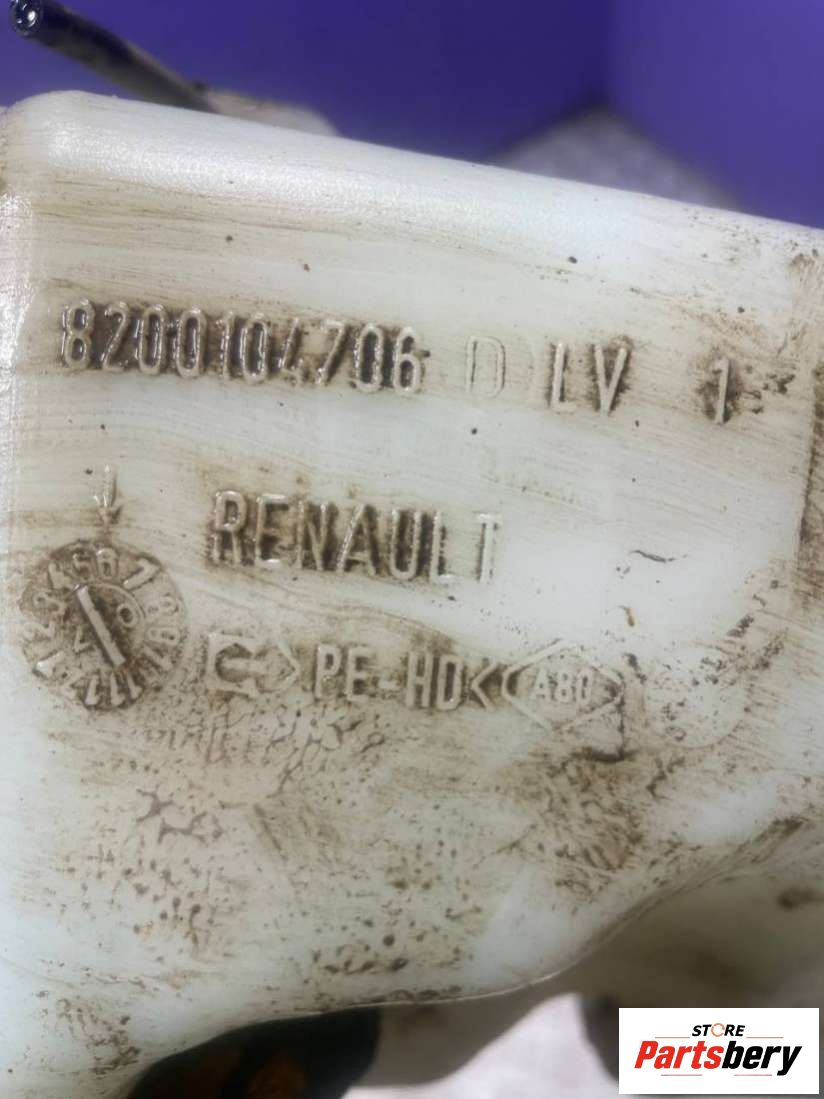 8200104706 D LV 1
RENAULT
>PE-HD< A80
STORE
Partsbery